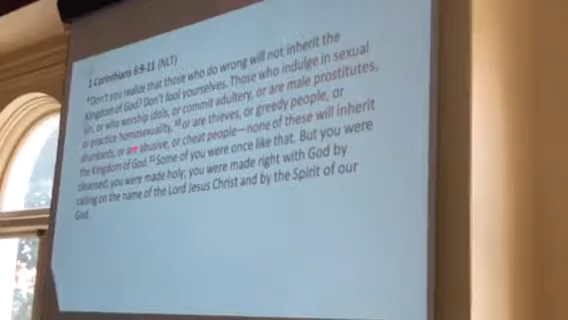 1 Corinthians 6:9-11 (NLT)
9 Don't you realize that those who do wrong will not inherit the
Kingdom of God? Don't fool yourselves. Those who indulge in sexual
sin, or who worship idols, or commit adultery, or are male prostitutes,
or practice homosexuality, 10 or are thieves, or greedy people, or
drunkards, or are abusive, or cheat people—none of these will inherit
the Kingdom of God. 11 Some of you were once like that. But you were
cleansed; you were made holy; you were made right with God by
calling on the name of the Lord Jesus Christ and by the Spirit of our
God.